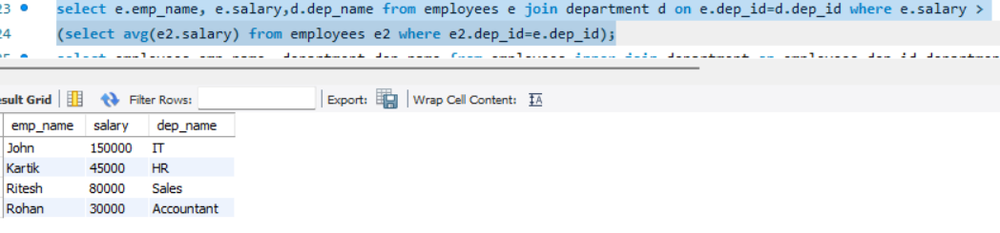 23 select e.emp_name, e.salary,d.dep_name from employees e join department d on e.dep_id=d.dep_id where e.salary >
24 (select avg(e2.salary) from employees e2 where e2.dep_id=e.dep_id);
Result Grid Filter Rows: Export: Wrap Cell Content: IA
emp_name salary dep_name
John 150000 IT
Kartik 45000 HR
Ritesh 80000 Sales
Rohan 30000 Accountant